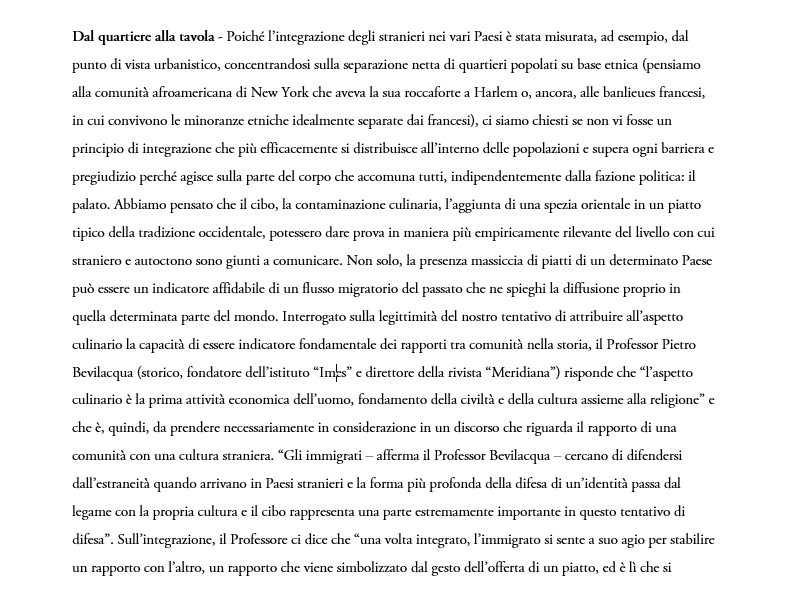 Dal quartiere alla tavola - Poiché l'integrazione degli stranieri nei vari Paesi è stata misurata, ad esempio, dal
punto di vista urbanistico, concentrandosi sulla separazione netta di quartieri popolati su base etnica (pensiamo
alla comunità afroamericana di New York che aveva la sua roccaforte a Harlem o, ancora, alle banlieues francesi,
in cui convivono le minoranze etniche idealmente separate dai francesi), ci siamo chiesti se non vi fosse un
principio di integrazione che più efficacemente si distribuisce all'interno delle popolazioni e supera ogni barriera e
pregiudizio perché agisce sulla parte del corpo che accomuna tutti, indipendentemente dalla fazione politica: il
palato. Abbiamo pensato che il cibo, la contaminazione culinaria, l'aggiunta di una spezia orientale in un piatto
tipico della tradizione occidentale, potessero dare prova in maniera più empiricamente rilevante del livello con cui
straniero e autoctono sono giunti a comunicare. Non solo, la presenza massiccia di piatti di un determinato Paese
può essere un indicatore affidabile di un flusso migratorio del passato che ne spieghi la diffusione proprio in
quella determinata parte del mondo. Interrogato sulla legittimità del nostro tentativo di attribuire all'aspetto
culinario la capacità di essere indicatore fondamentale dei rapporti tra comunità nella storia, il Professor Pietro
Bevilacqua (storico, fondatore dell'istituto “Imes” e direttore della rivista “Meridiana”) risponde che “l'aspetto
culinario è la prima attività economica dell'uomo, fondamento della civiltà e della cultura assieme alla religione” e
che è, quindi, da prendere necessariamente in considerazione in un discorso che riguarda il rapporto di una
comunità con una cultura straniera. “Gli immigrati – afferma il Professor Bevilacqua – cercano di difendersi
dall'estraneità quando arrivano in Paesi stranieri e la forma più profonda della difesa di un'identità passa dal
legame con la propria cultura e il cibo rappresenta una parte estremamente importante in questo tentativo di
difesa”. Sull'integrazione, il Professore ci dice che “una volta integrato, l'immigrato si sente a suo agio per stabilire
un rapporto con l'altro, un rapporto che viene simbolizzato dal gesto dell'offerta di un piatto, ed è lì che si